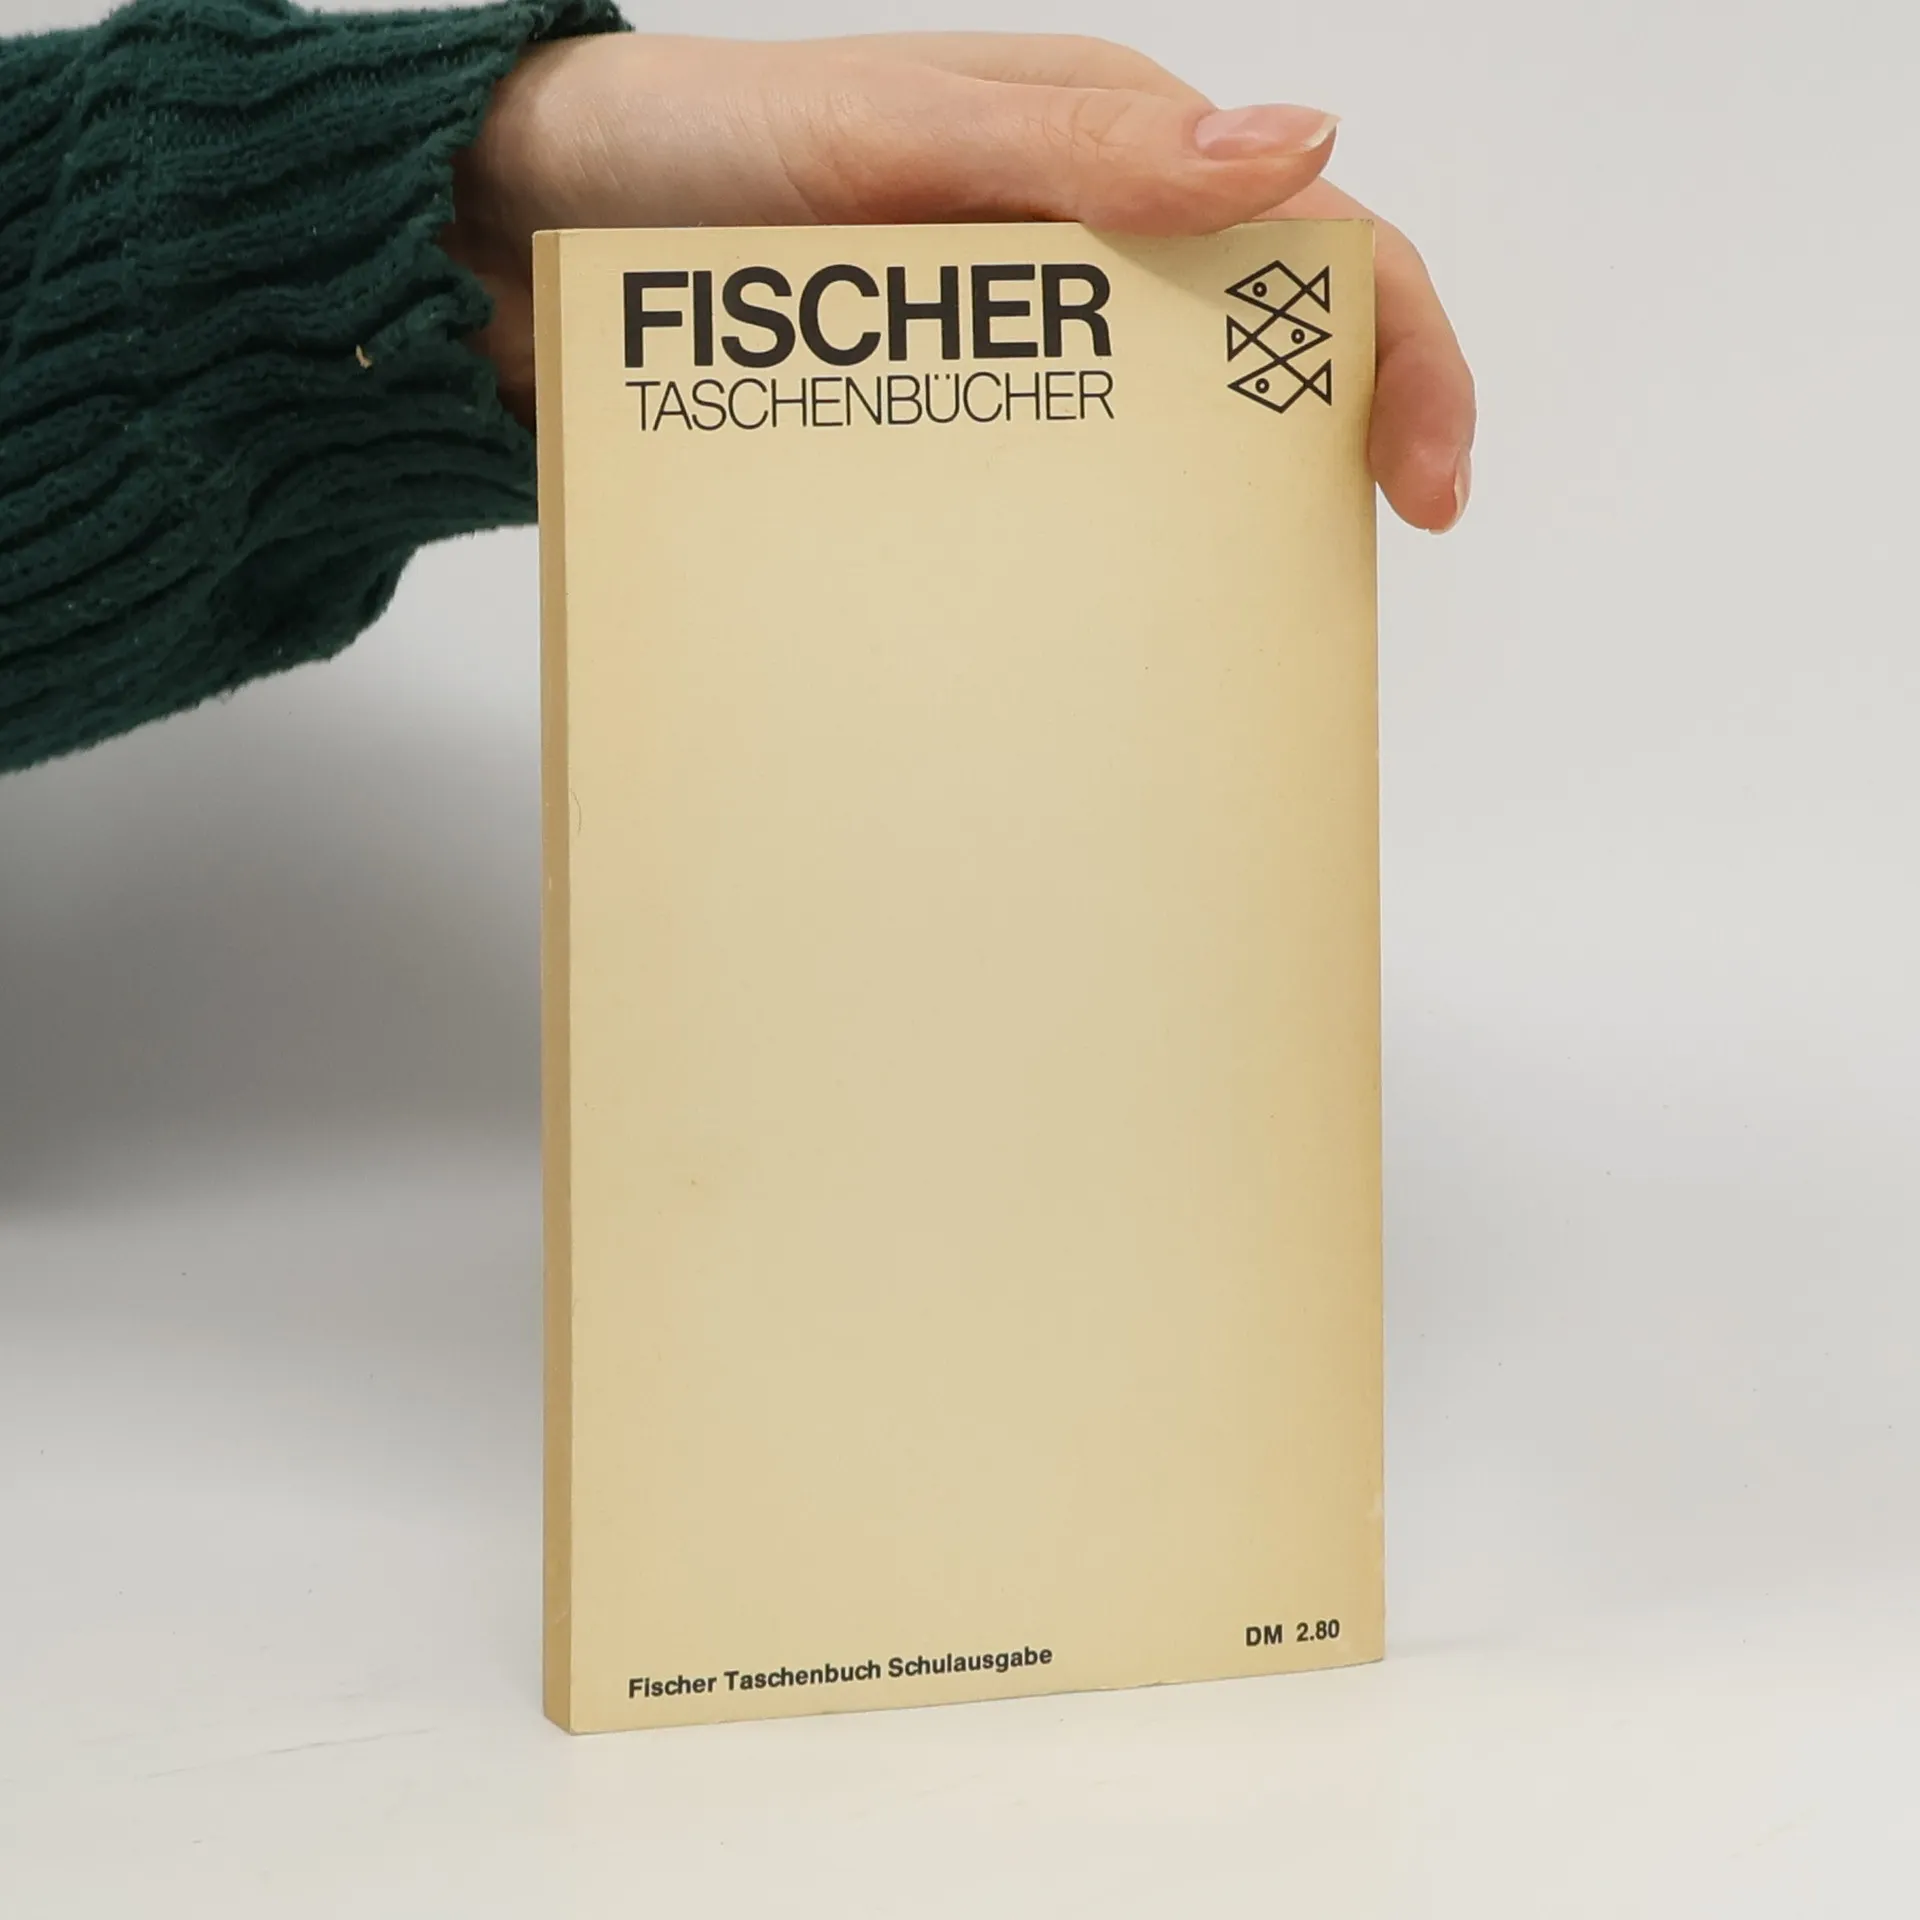 FISCHER
TASCHENBÜCHER
Fischer Taschenbuch Schulausgabe
DM 2.80